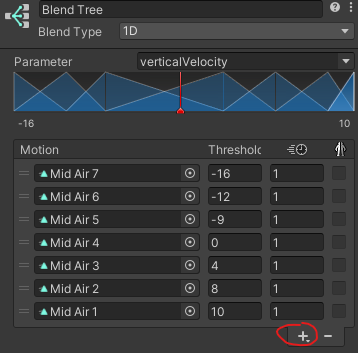 Blend Tree
Blend Type 1D
Parameter verticalVelocity
-16 10
Motion Threshold
Mid Air 7 -16 1
Mid Air 6 -12 1
Mid Air 5 -9 1
Mid Air 4 0 1
Mid Air 3 4 1
Mid Air 2 8 1
Mid Air 1 10 1
+ −